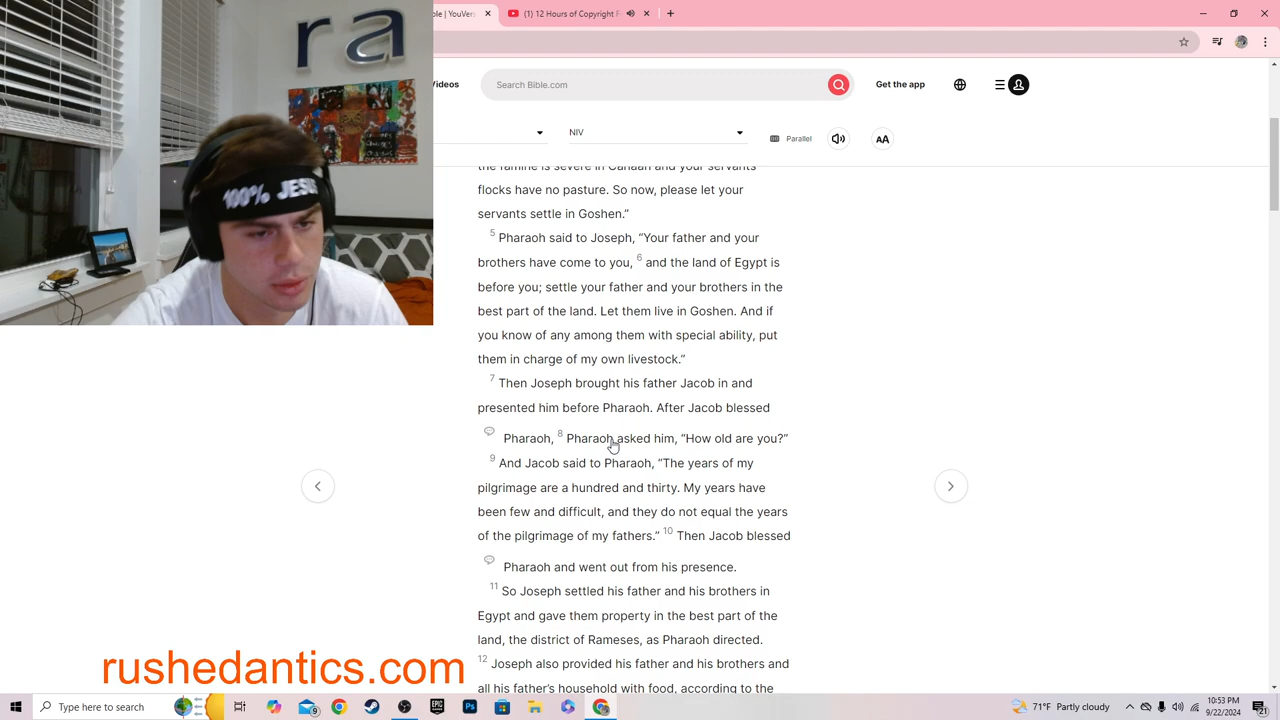 ra
100% JESUS
ole | YouVers
(1) 12 Hours of Copyright F
Videos
Search Bible.com
Get the app
NIV
Parallel
AA
the famine is severe in Canaan and your servants’
flocks have no pasture. So now, please let your
servants settle in Goshen.”
5 Pharaoh said to Joseph, “Your father and your
brothers have come to you, 6 and the land of Egypt is
before you; settle your father and your brothers in the
best part of the land. Let them live in Goshen. And if
you know of any among them with special ability, put
them in charge of my own livestock.”
7 Then Joseph brought his father Jacob in and
presented him before Pharaoh. After Jacob blessed
Pharaoh, 8 Pharaoh asked him, “How old are you?”
9 And Jacob said to Pharaoh, “The years of my
pilgrimage are a hundred and thirty. My years have
been few and difficult, and they do not equal the years
of the pilgrimage of my fathers.” 10 Then Jacob blessed
Pharaoh and went out from his presence.
11 So Joseph settled his father and his brothers in
Egypt and gave them property in the best part of the
land, the district of Rameses, as Pharaoh directed.
12 Joseph also provided his father and his brothers and
all his father’s household with food, according to the
rushedantics.com
Type here to search
9
EPIC
Ps
71°F Partly cloudy
10:53 PM
9/22/2024
21